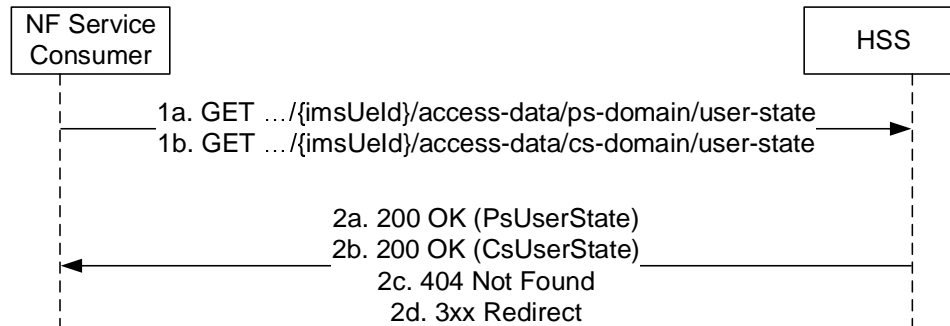 NF Service
Consumer
HSS
1a. GET …/{imsUeId}/access-data/ps-domain/user-state
1b. GET …/{imsUeId}/access-data/cs-domain/user-state
2a. 200 OK (PsUserState)
2b. 200 OK (CsUserState)
2c. 404 Not Found
2d. 3xx Redirect